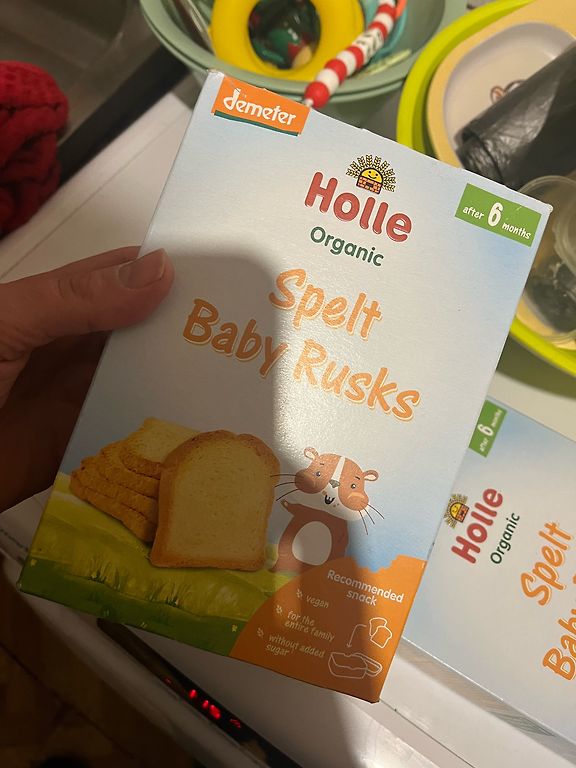 demeter
Holle
Organic
after 6 months
Spelt
Baby Rusks
Recommended
snack
vegan
for the
entire family
without added
sugar
after 6 months
Holle
Organic
Spelt